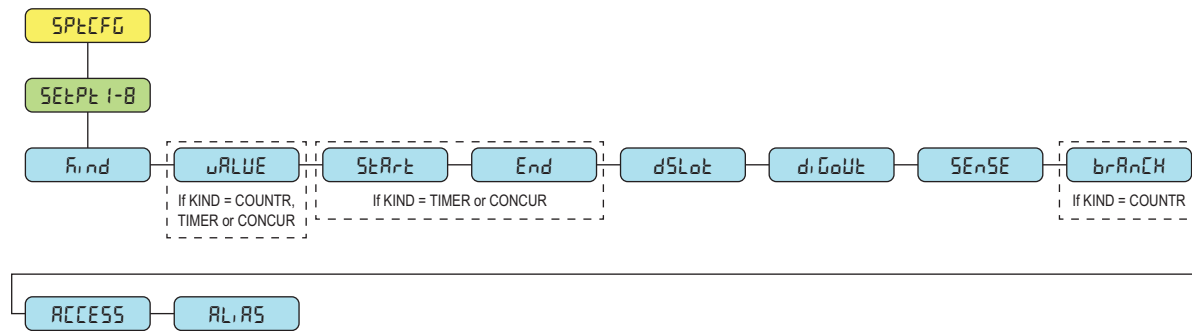 SPtCFG
SEtPt 1-8
Kind
vALUE
StArt
End
dSLot
diGoUt
SEnSE
brAnCH
If KIND = COUNTR,
TIMER or CONCUR
If KIND = TIMER or CONCUR
If KIND = COUNTR
ACCESS
ALiAS